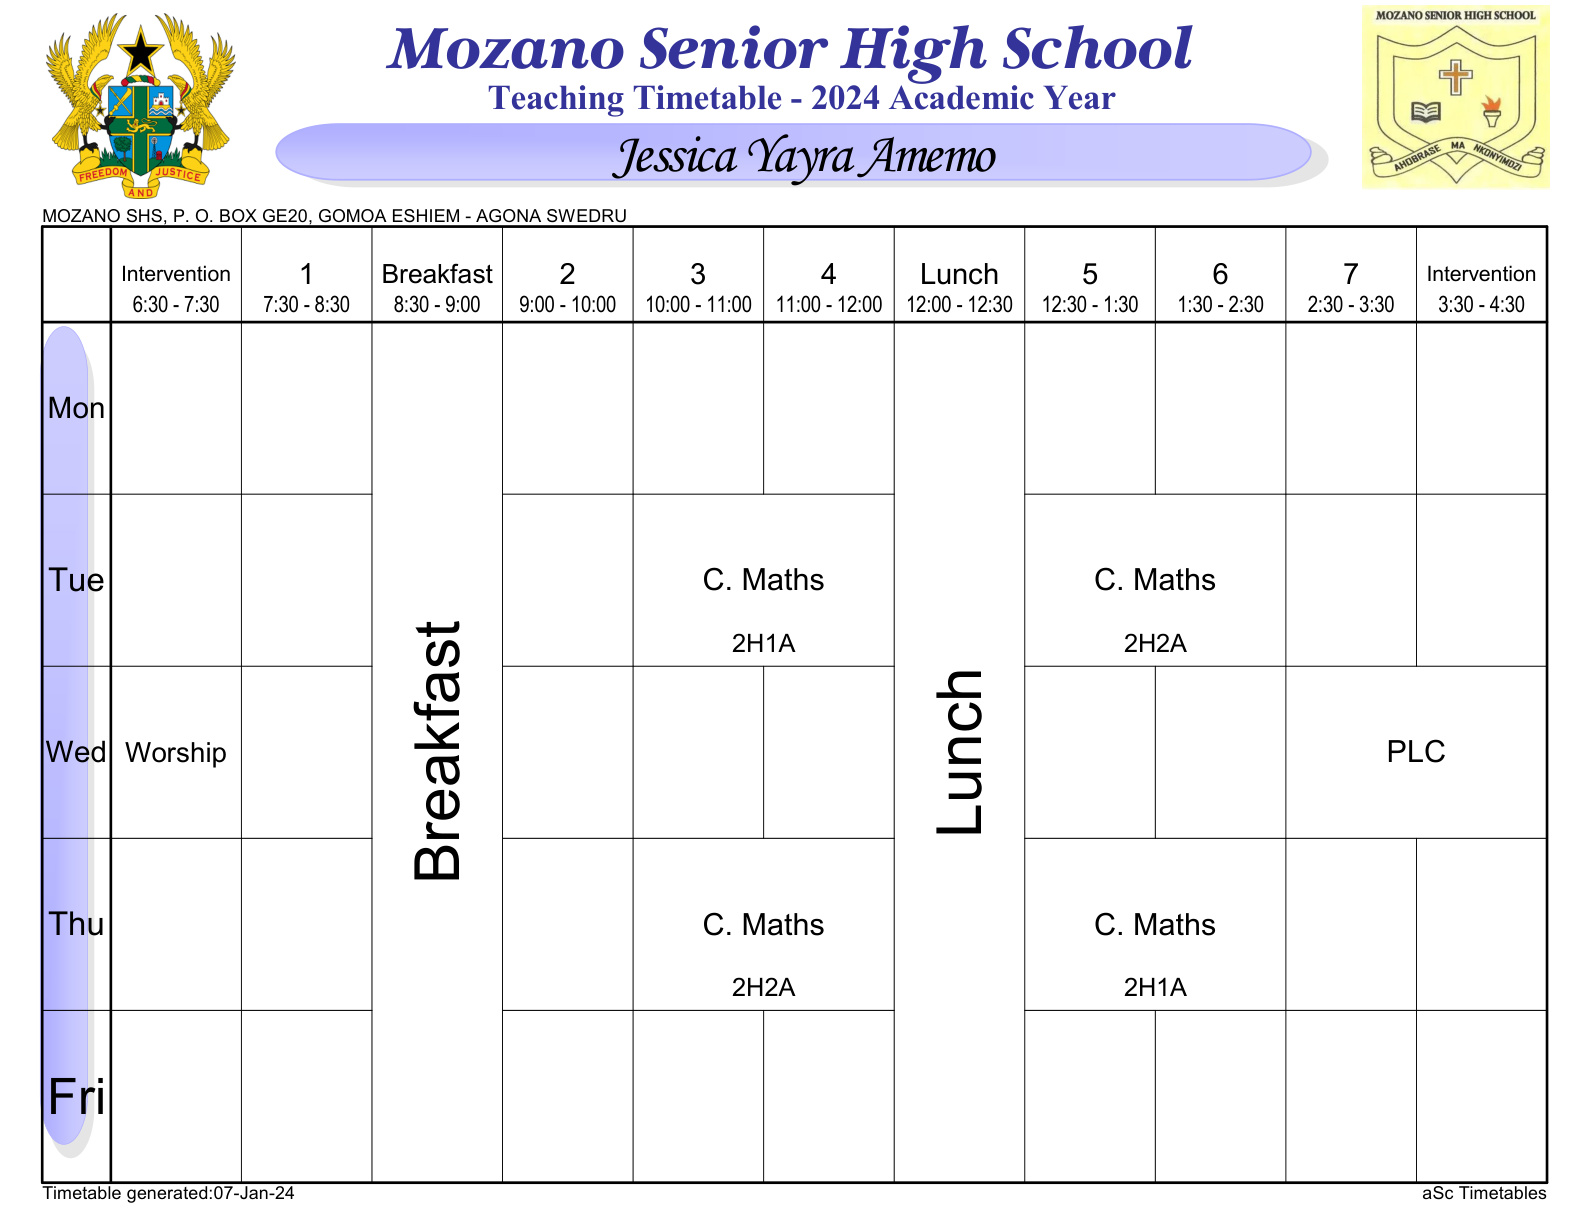 Mozano Senior High School
Teaching Timetable - 2024 Academic Year
Jessica Yayra Amemo
FREEDOM AND JUSTICE
MOZANO SENIOR HIGH SCHOOL
AHOBRASE MA NKONYIMDZI
MOZANO SHS, P. O. BOX GE20, GOMOA ESHIEM - AGONA SWEDRU
Intervention 1 Breakfast 2 3 4 Lunch 5 6 7 Intervention
6:30 - 7:30 7:30 - 8:30 8:30 - 9:00 9:00 - 10:00 10:00 - 11:00 11:00 - 12:00 12:00 - 12:30 12:30 - 1:30 1:30 - 2:30 2:30 - 3:30 3:30 - 4:30
Mon
Tue C. Maths C. Maths
2H1A 2H2A
Breakfast
Lunch
Wed Worship PLC
Thu C. Maths C. Maths
2H2A 2H1A
Fri
Timetable generated:07-Jan-24 aSc Timetables